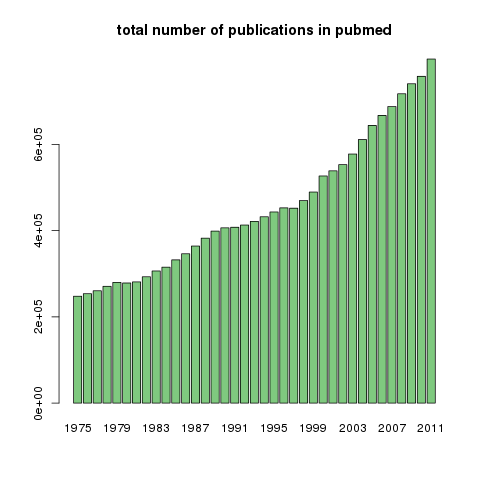 total number of publications in pubmed
6e+05
4e+05
2e+05
0e+00
1975 1979 1983 1987 1991 1995 1999 2003 2007 2011